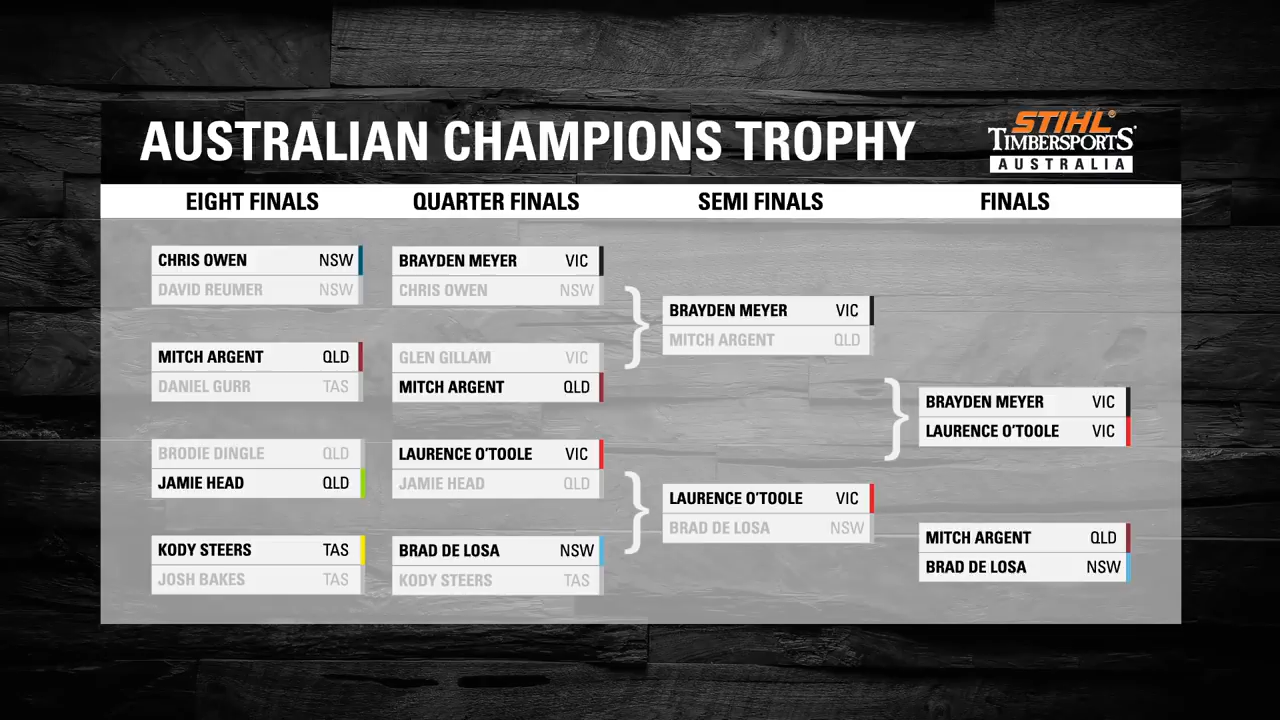 AUSTRALIAN CHAMPIONS TROPHY
STIHL®
TIMBERSPORTS®
AUSTRALIA
EIGHT FINALS QUARTER FINALS SEMI FINALS FINALS
CHRIS OWEN NSW
DAVID REUMER NSW
MITCH ARGENT QLD
DANIEL GURR TAS
BRODIE DINGLE QLD
JAMIE HEAD QLD
KODY STEERS TAS
JOSH BAKES TAS
BRAYDEN MEYER VIC
CHRIS OWEN NSW
GLEN GILLAM VIC
MITCH ARGENT QLD
LAURENCE O'TOOLE VIC
JAMIE HEAD QLD
BRAD DE LOSA NSW
KODY STEERS TAS
BRAYDEN MEYER VIC
MITCH ARGENT QLD
LAURENCE O'TOOLE VIC
BRAD DE LOSA NSW
BRAYDEN MEYER VIC
LAURENCE O'TOOLE VIC
MITCH ARGENT QLD
BRAD DE LOSA NSW